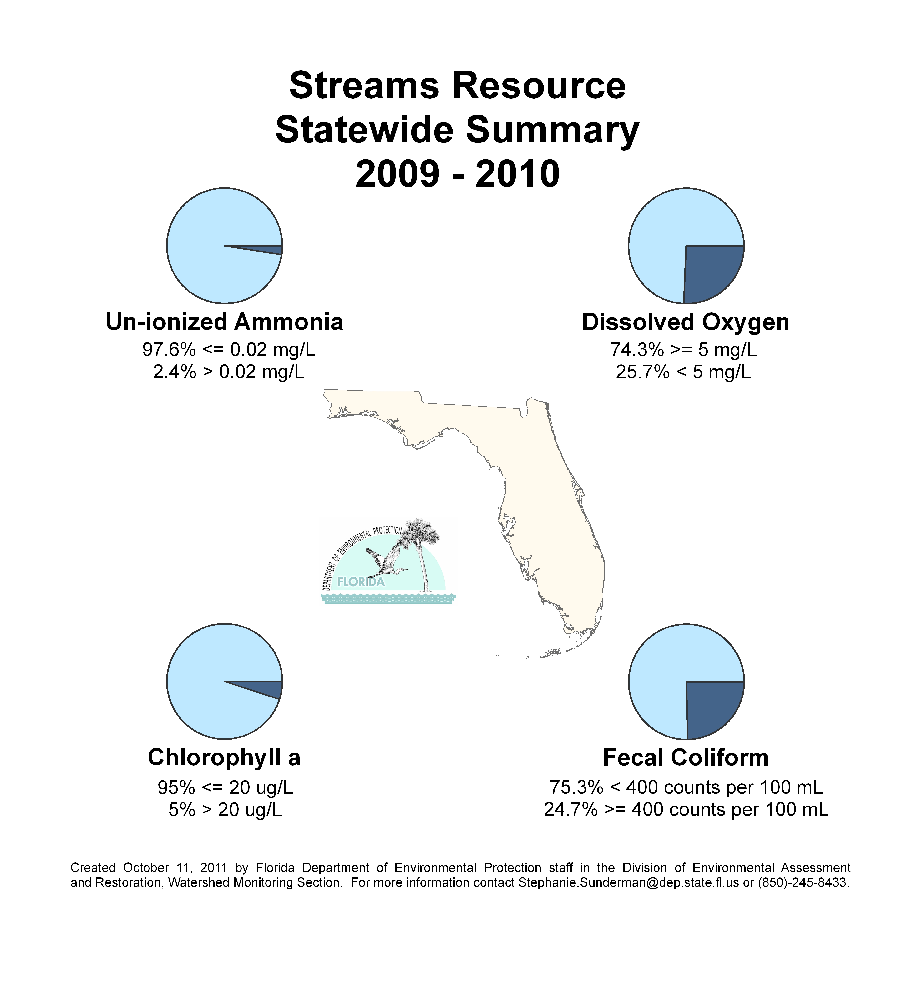 Streams Resource
Statewide Summary
2009 - 2010
Un-ionized Ammonia
97.6% <= 0.02 mg/L
2.4% > 0.02 mg/L
Dissolved Oxygen
74.3% >= 5 mg/L
25.7% < 5 mg/L
DEPARTMENT OF ENVIRONMENTAL PROTECTION
FLORIDA
Chlorophyll a
95% <= 20 ug/L
5% > 20 ug/L
Fecal Coliform
75.3% < 400 counts per 100 mL
24.7% >= 400 counts per 100 mL
Created October 11, 2011 by Florida Department of Environmental Protection staff in the Division of Environmental Assessment
and Restoration, Watershed Monitoring Section.  For more information contact Stephanie.Sunderman@dep.state.fl.us or (850)-245-8433.